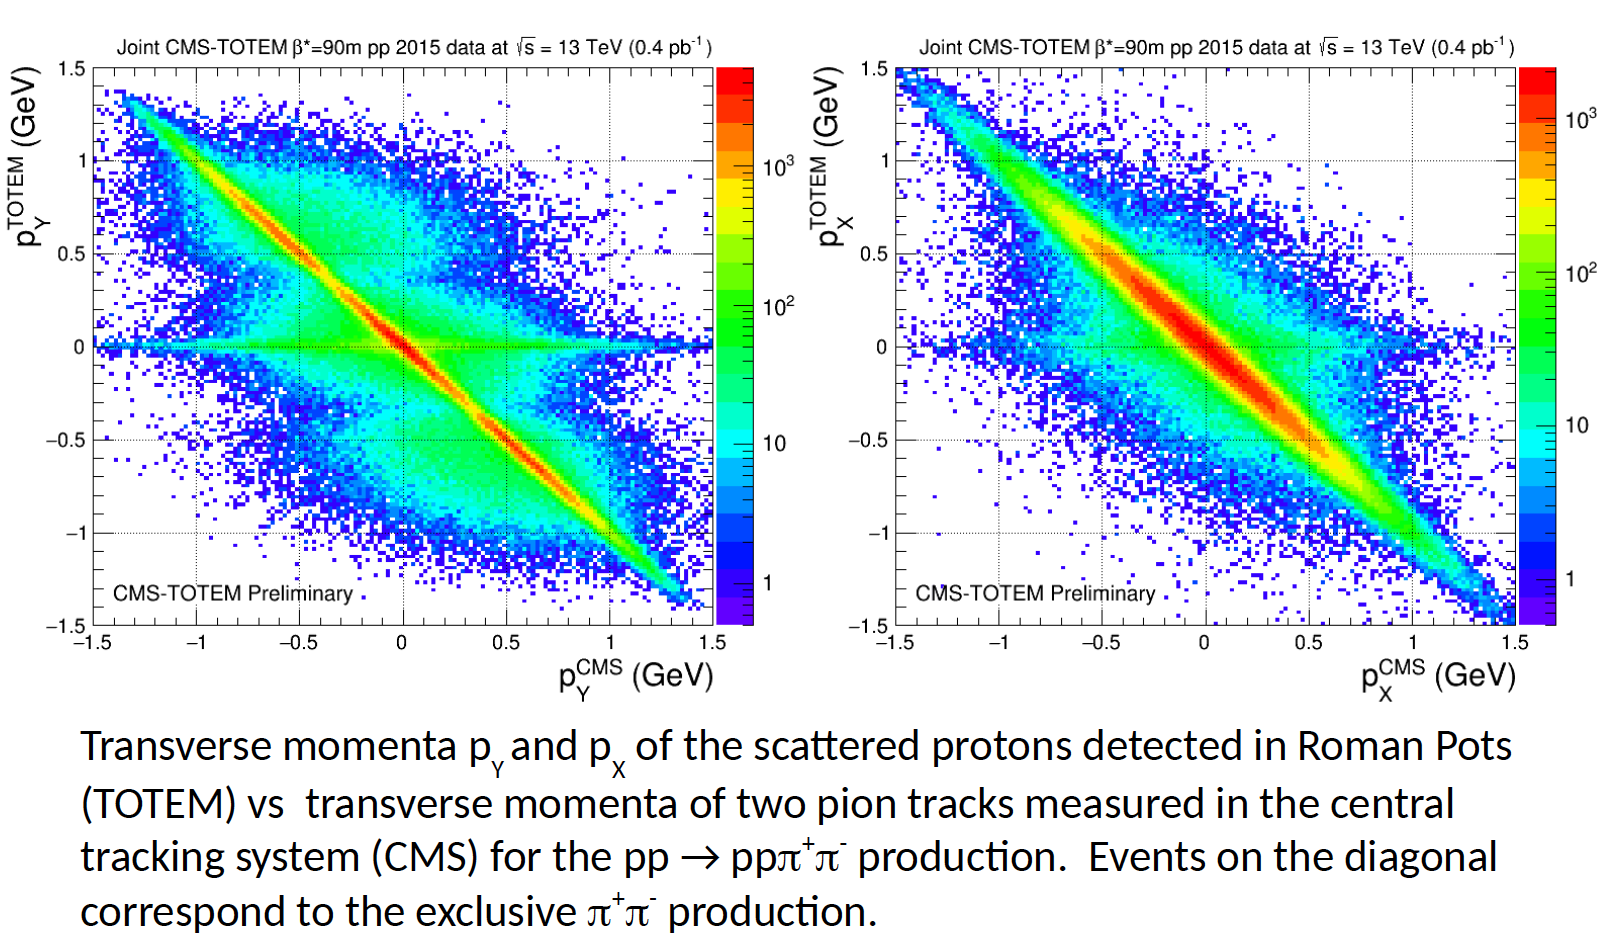 Joint CMS-TOTEM β*=90m pp 2015 data at √s = 13 TeV (0.4 pb⁻¹)
p_Y^TOTEM (GeV)
1.5
1
0.5
0
−0.5
−1
−1.5
10³
10²
10
1
CMS-TOTEM Preliminary
−1.5 −1 −0.5 0 0.5 1 1.5
p_Y^CMS (GeV)
Joint CMS-TOTEM β*=90m pp 2015 data at √s = 13 TeV (0.4 pb⁻¹)
p_X^TOTEM (GeV)
1.5
1
0.5
0
−0.5
−1
−1.5
10³
10²
10
1
CMS-TOTEM Preliminary
−1.5 −1 −0.5 0 0.5 1 1.5
p_X^CMS (GeV)
Transverse momenta p_Y and p_X of the scattered protons detected in Roman Pots
(TOTEM) vs transverse momenta of two pion tracks measured in the central
tracking system (CMS) for the pp → ppπ⁺π⁻ production. Events on the diagonal
correspond to the exclusive π⁺π⁻ production.